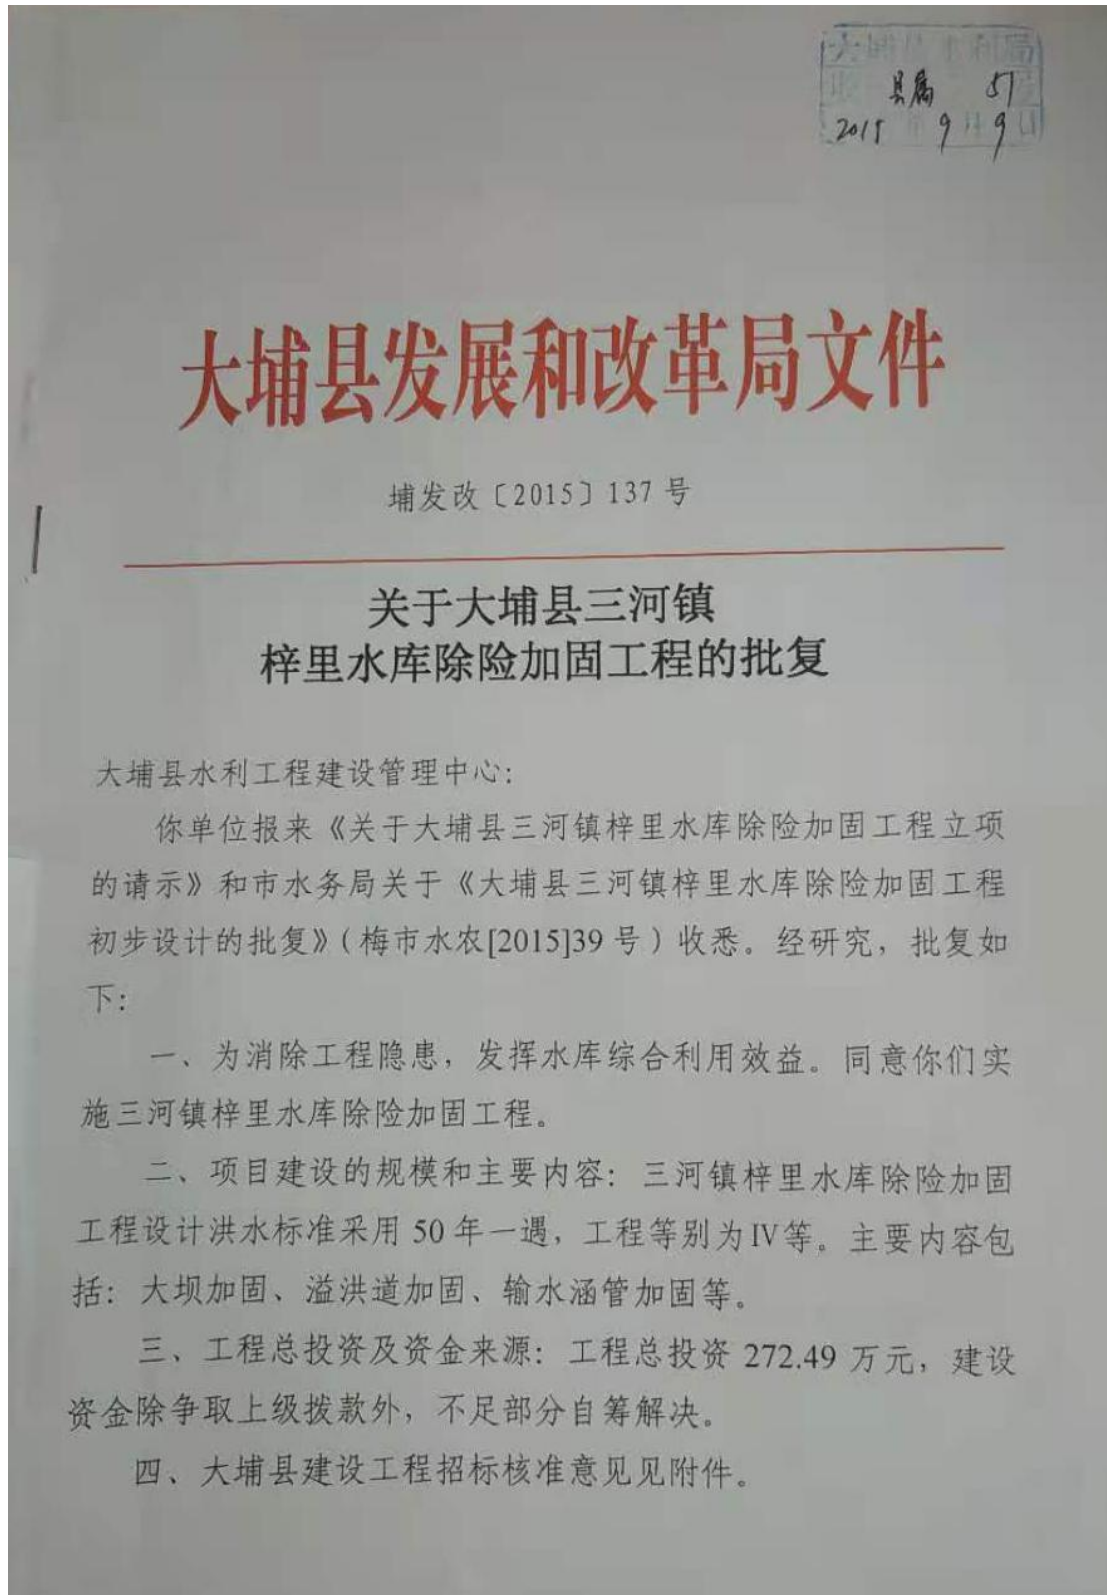 大埔县水利局
县属 51
2015年9月9日
大埔县发展和改革局文件
埔发改〔2015〕137号
关于大埔县三河镇
梓里水库除险加固工程的批复
大埔县水利工程建设管理中心：
你单位报来《关于大埔县三河镇梓里水库除险加固工程立项
的请示》和市水务局关于《大埔县三河镇梓里水库除险加固工程
初步设计的批复》（梅市水农[2015]39号）收悉。经研究，批复如
下：
一、为消除工程隐患，发挥水库综合利用效益。同意你们实
施三河镇梓里水库除险加固工程。
二、项目建设的规模和主要内容：三河镇梓里水库除险加固
工程设计洪水标准采用50年一遇，工程等别为IV等。主要内容包
括：大坝加固、溢洪道加固、输水涵管加固等。
三、工程总投资及资金来源：工程总投资272.49万元，建设
资金除争取上级拨款外，不足部分自筹解决。
四、大埔县建设工程招标核准意见见附件。